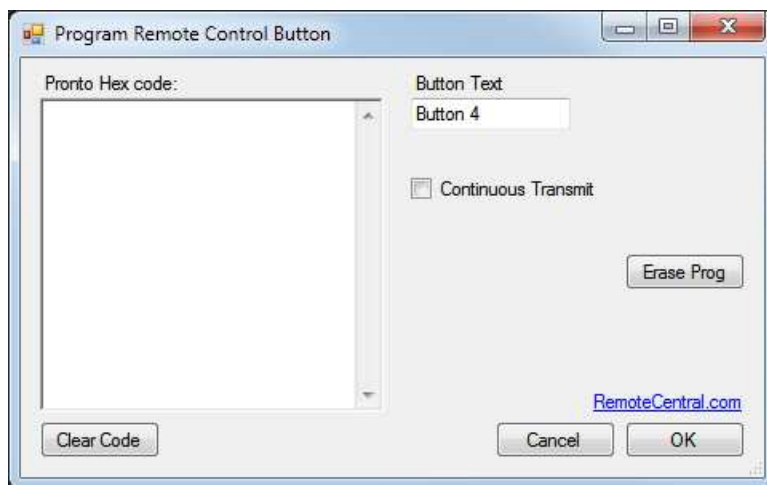 Program Remote Control Button
Pronto Hex code:
Button Text
Button 4
Continuous Transmit
Erase Prog
RemoteCentral.com
Clear Code
Cancel
OK